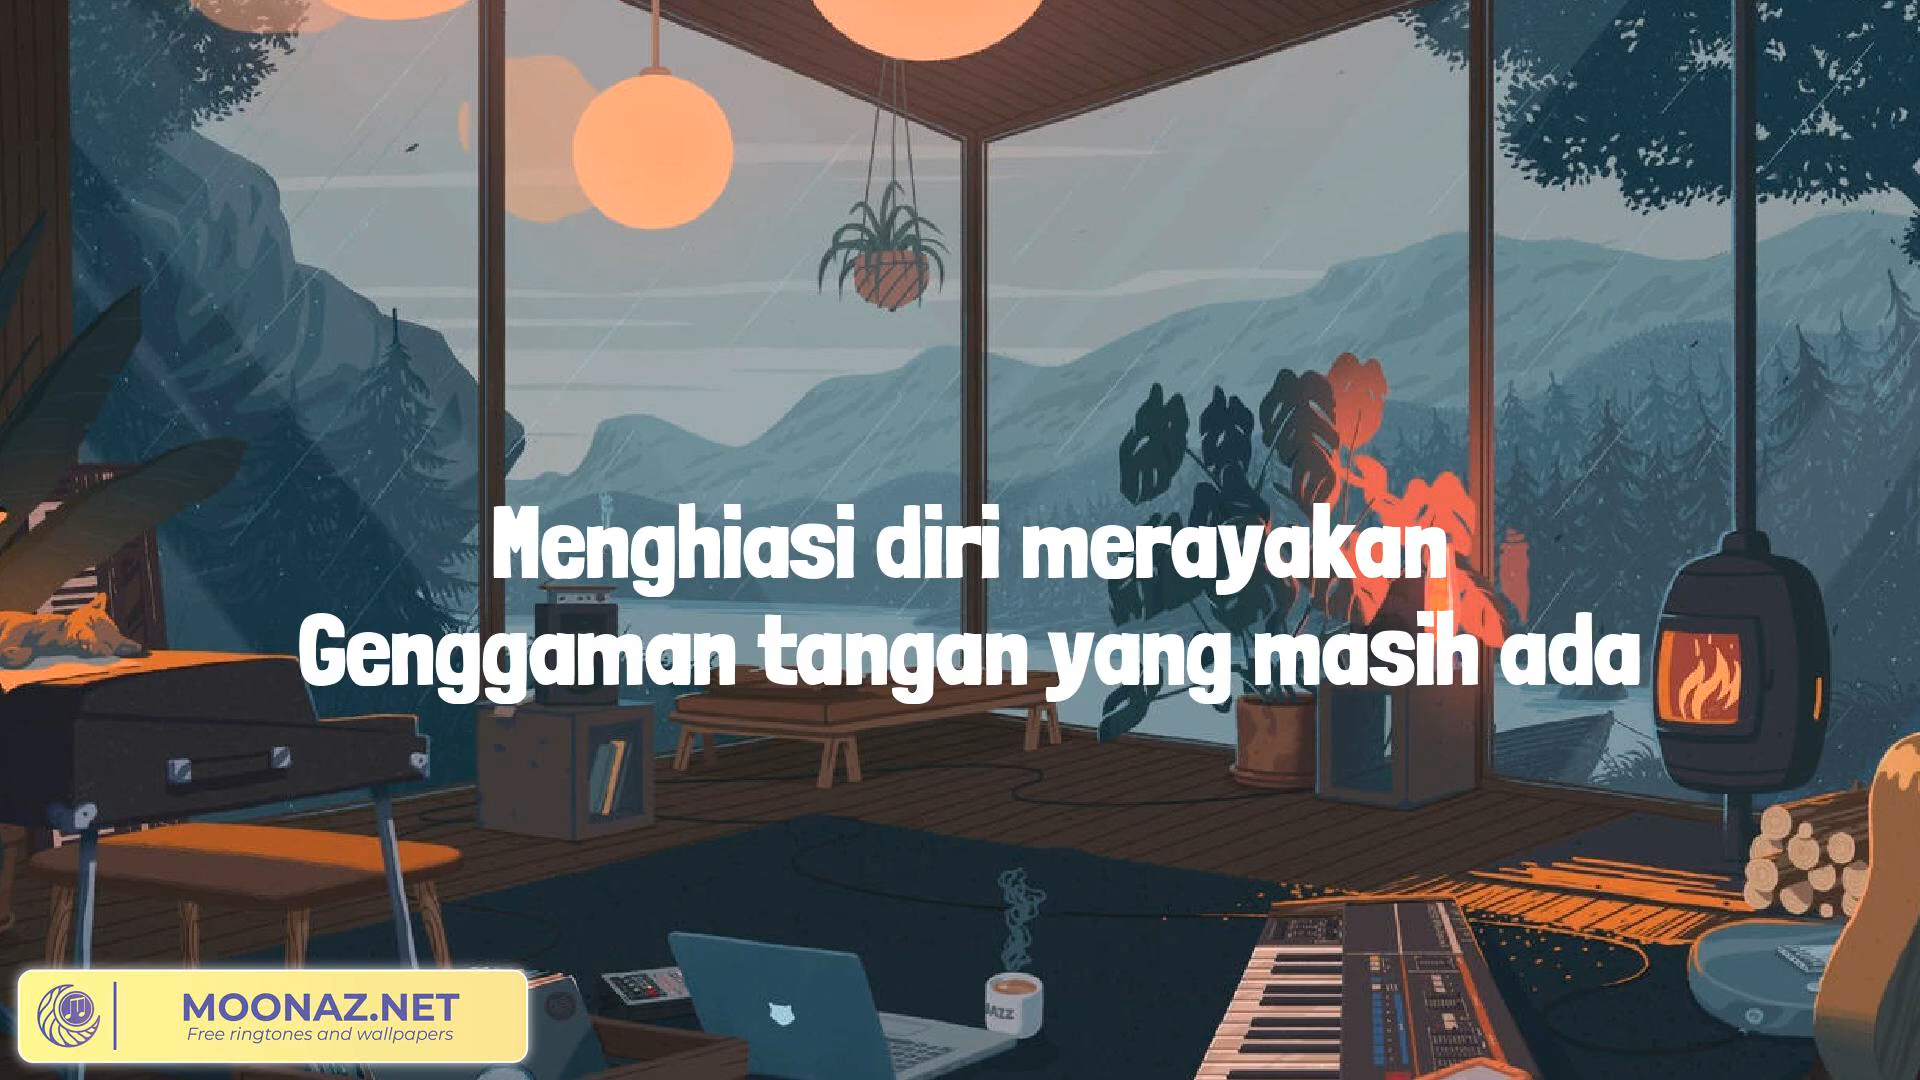 Menghiasi diri merayakan
Genggaman tangan yang masih ada
MOONAZ.NET
Free ringtones and wallpapers